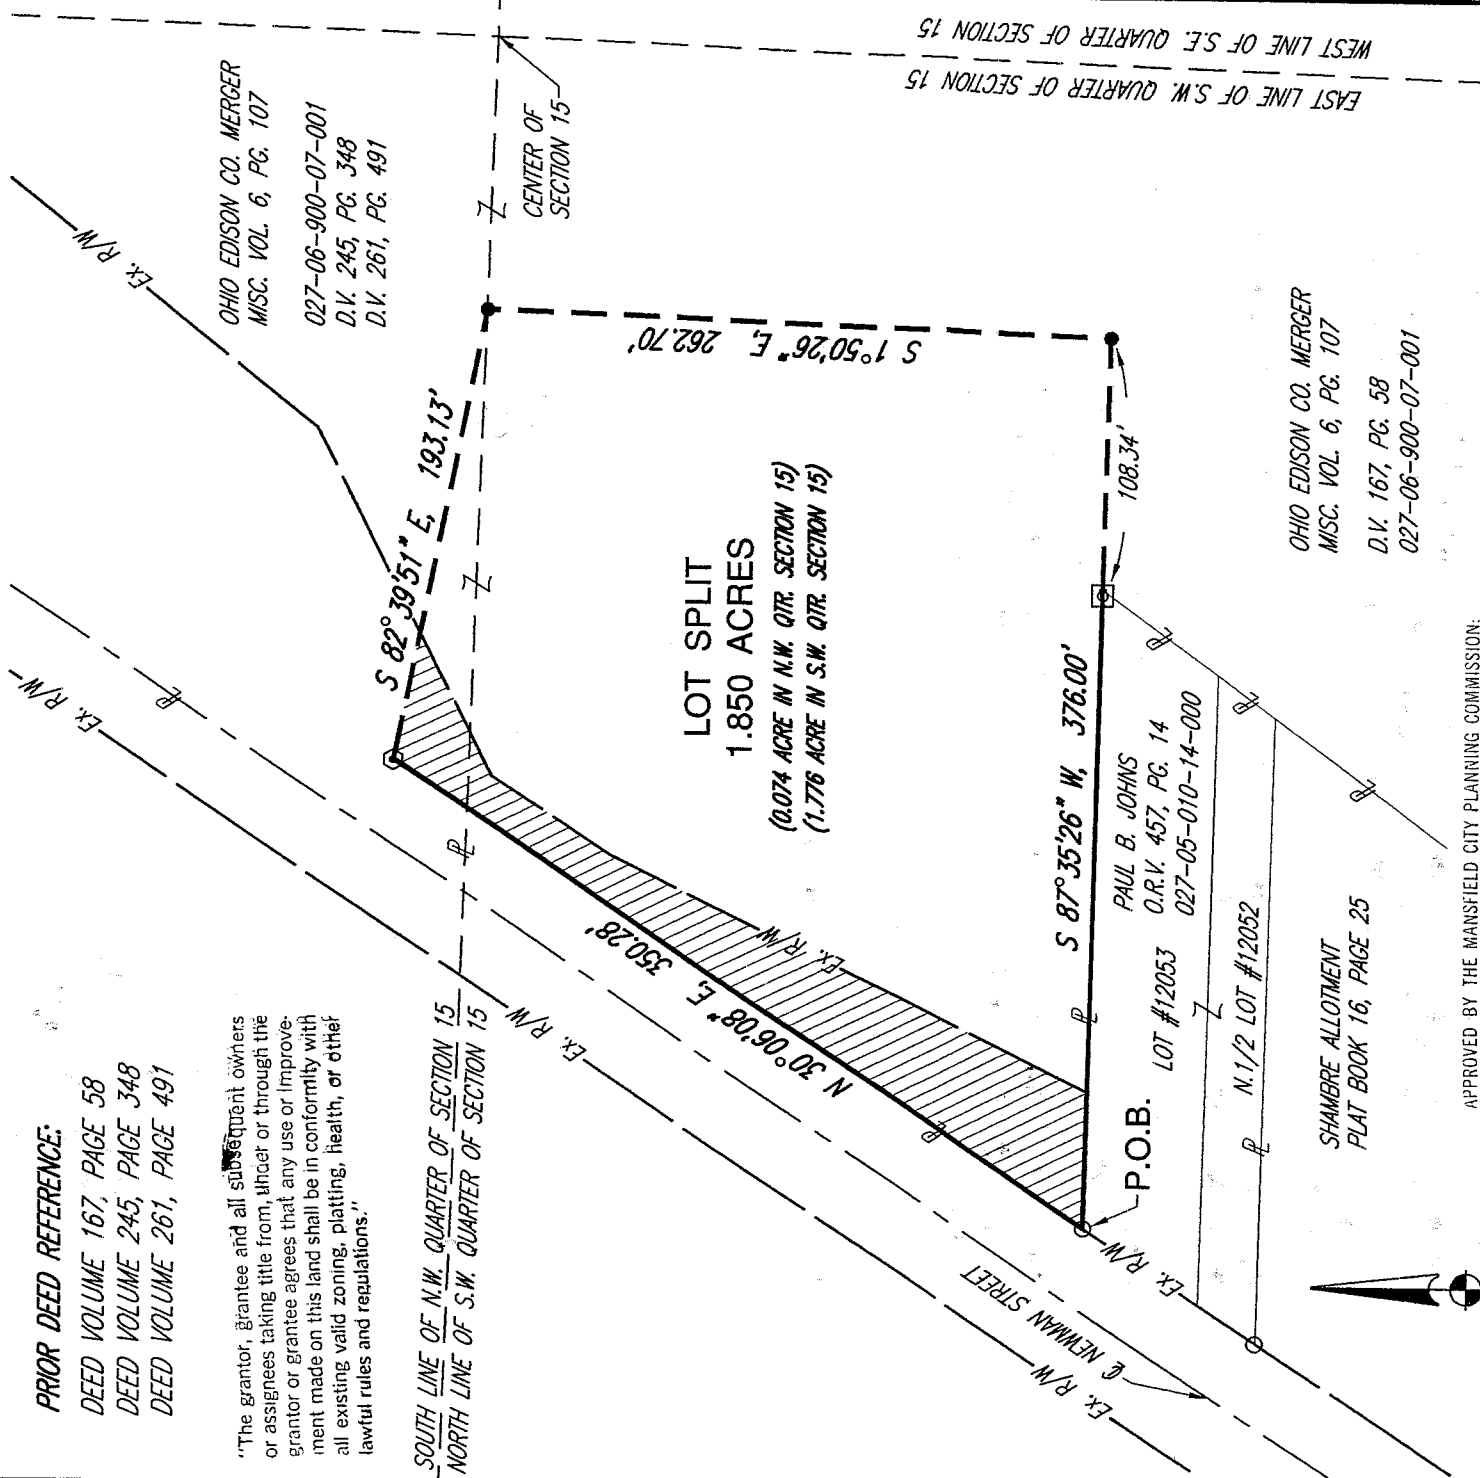 PRIOR DEED REFERENCE:
DEED VOLUME 167, PAGE 58
DEED VOLUME 245, PAGE 348
DEED VOLUME 261, PAGE 491
"The grantor, grantee and all subsequent owners
or assignees taking title from, under or through the
grantor or grantee agrees that any use or improve-
ment made on this land shall be in conformity with
all existing valid zoning, platting, health, or other
lawful rules and regulations."
SOUTH LINE OF N.W. QUARTER OF SECTION 15
NORTH LINE OF S.W. QUARTER OF SECTION 15
Ex. R/W
Ex. R/W
Ex. R/W
Ex. R/W
Ex. R/W
Ex. R/W
℄ NEWMAN STREET
OHIO EDISON CO. MERGER
MISC. VOL. 6, PG. 107
027-06-900-07-001
D.V. 245, PG. 348
D.V. 261, PG. 491
CENTER OF
SECTION 15
WEST LINE OF S.E. QUARTER OF SECTION 15
EAST LINE OF S.W. QUARTER OF SECTION 15
S 82°39'51" E, 193.13'
S 1°50'26" E, 262.70'
N 30°06'08" E, 350.28'
LOT SPLIT
1.850 ACRES
(0.074 ACRE IN N.W. QTR. SECTION 15)
(1.776 ACRE IN S.W. QTR. SECTION 15)
108.34'
S 87°35'26" W, 376.00'
P.O.B.
PAUL B. JOHNS
O.R.V. 457, PG. 14
027-05-010-14-000
LOT #12053
N.1/2 LOT #12052
SHAMBRE ALLOTMENT
PLAT BOOK 16, PAGE 25
OHIO EDISON CO. MERGER
MISC. VOL. 6, PG. 107
D.V. 167, PG. 58
027-06-900-07-001
APPROVED BY THE MANSFIELD CITY PLANNING COMMISSION: